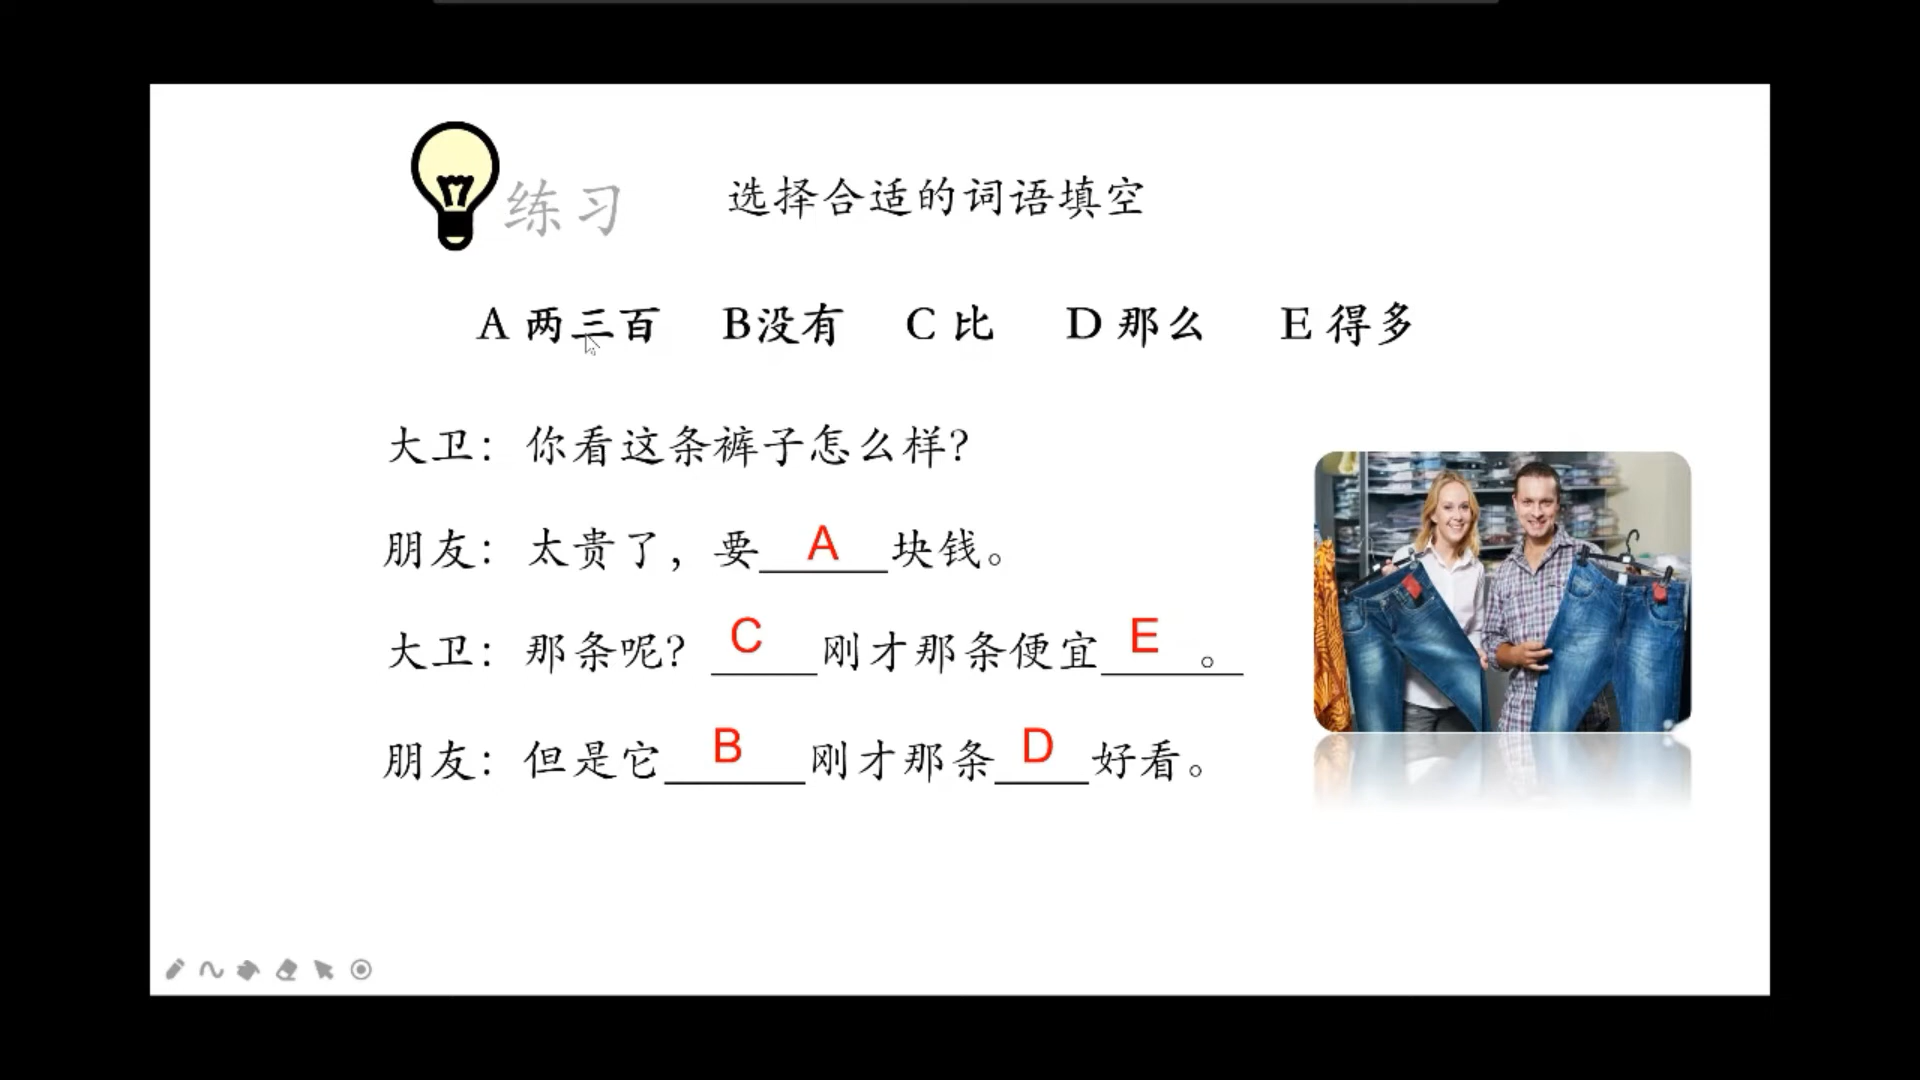 练习 选择合适的词语填空
A 两三百 B没有 C 比 D 那么 E 得多
大卫：你看这条裤子怎么样？
朋友：太贵了，要 A 块钱。
大卫：那条呢？ C 刚才那条便宜 E 。
朋友：但是它 B 刚才那条 D 好看。